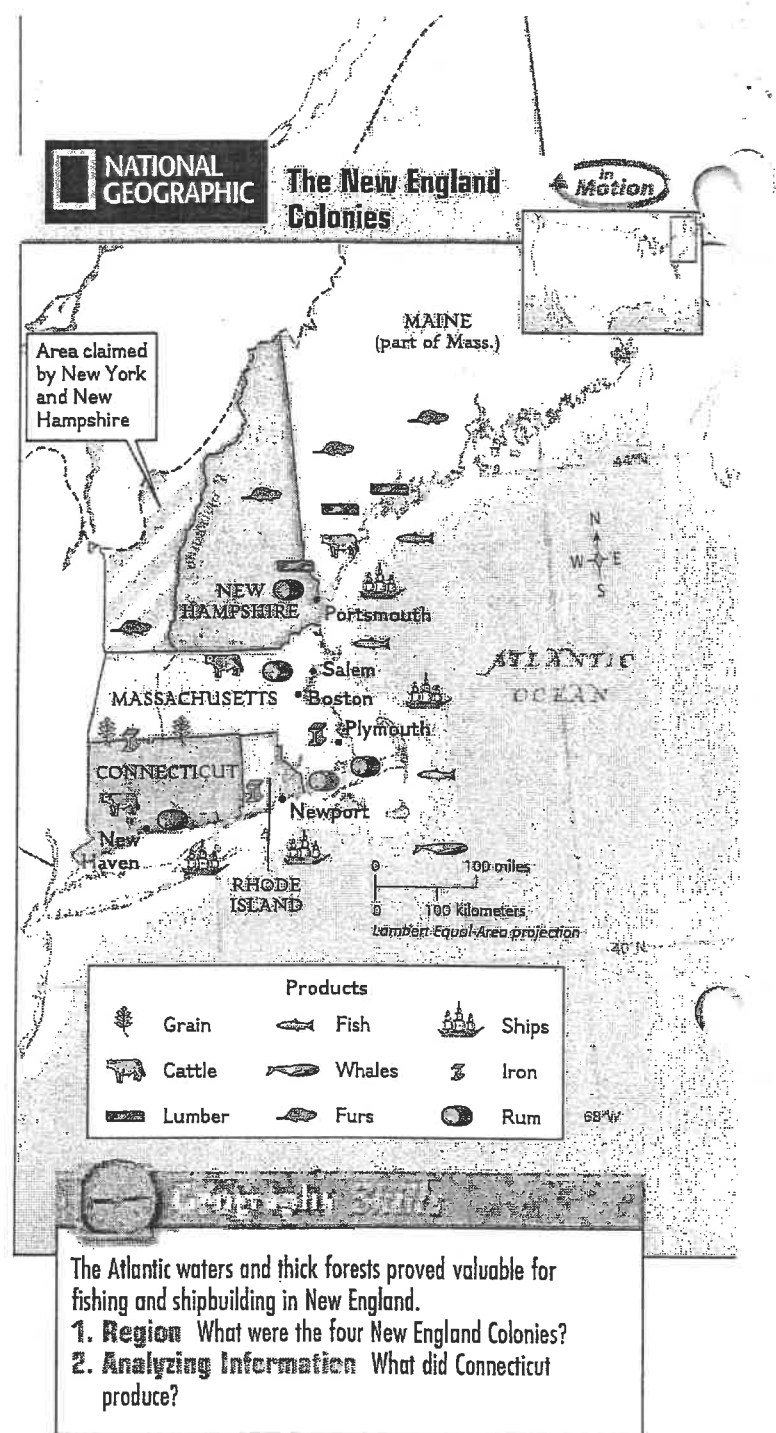 NATIONAL
GEOGRAPHIC
The New England
Colonies
in
Motion
MAINE
(part of Mass.)
Area claimed
by New York
and New
Hampshire
44°N
N
W E
S
NEW
HAMPSHIRE
Portsmouth
ATLANTIC
OCEAN
Salem
MASSACHUSETTS
Boston
Plymouth
CONNECTICUT
Newport
New
Haven
RHODE
ISLAND
0 100 miles
0 100 kilometers
Lambert Equal-Area projection
40°N
Products
Grain Fish Ships
Cattle Whales Iron
Lumber Furs Rum
68°W
Geography Skills
The Atlantic waters and thick forests proved valuable for
fishing and shipbuilding in New England.
1. Region What were the four New England Colonies?
2. Analyzing Information What did Connecticut
produce?